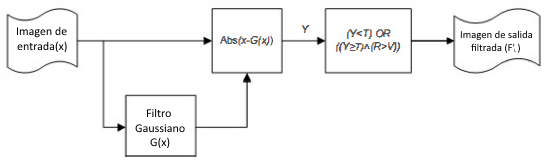 Imagen de
entrada(x)
Abs(x-G(x))
Y
(Y<T) OR
((Y≥T)^(R>V))
Imagen de salida
filtrada (F'.)
Filtro
Gaussiano
G(x)